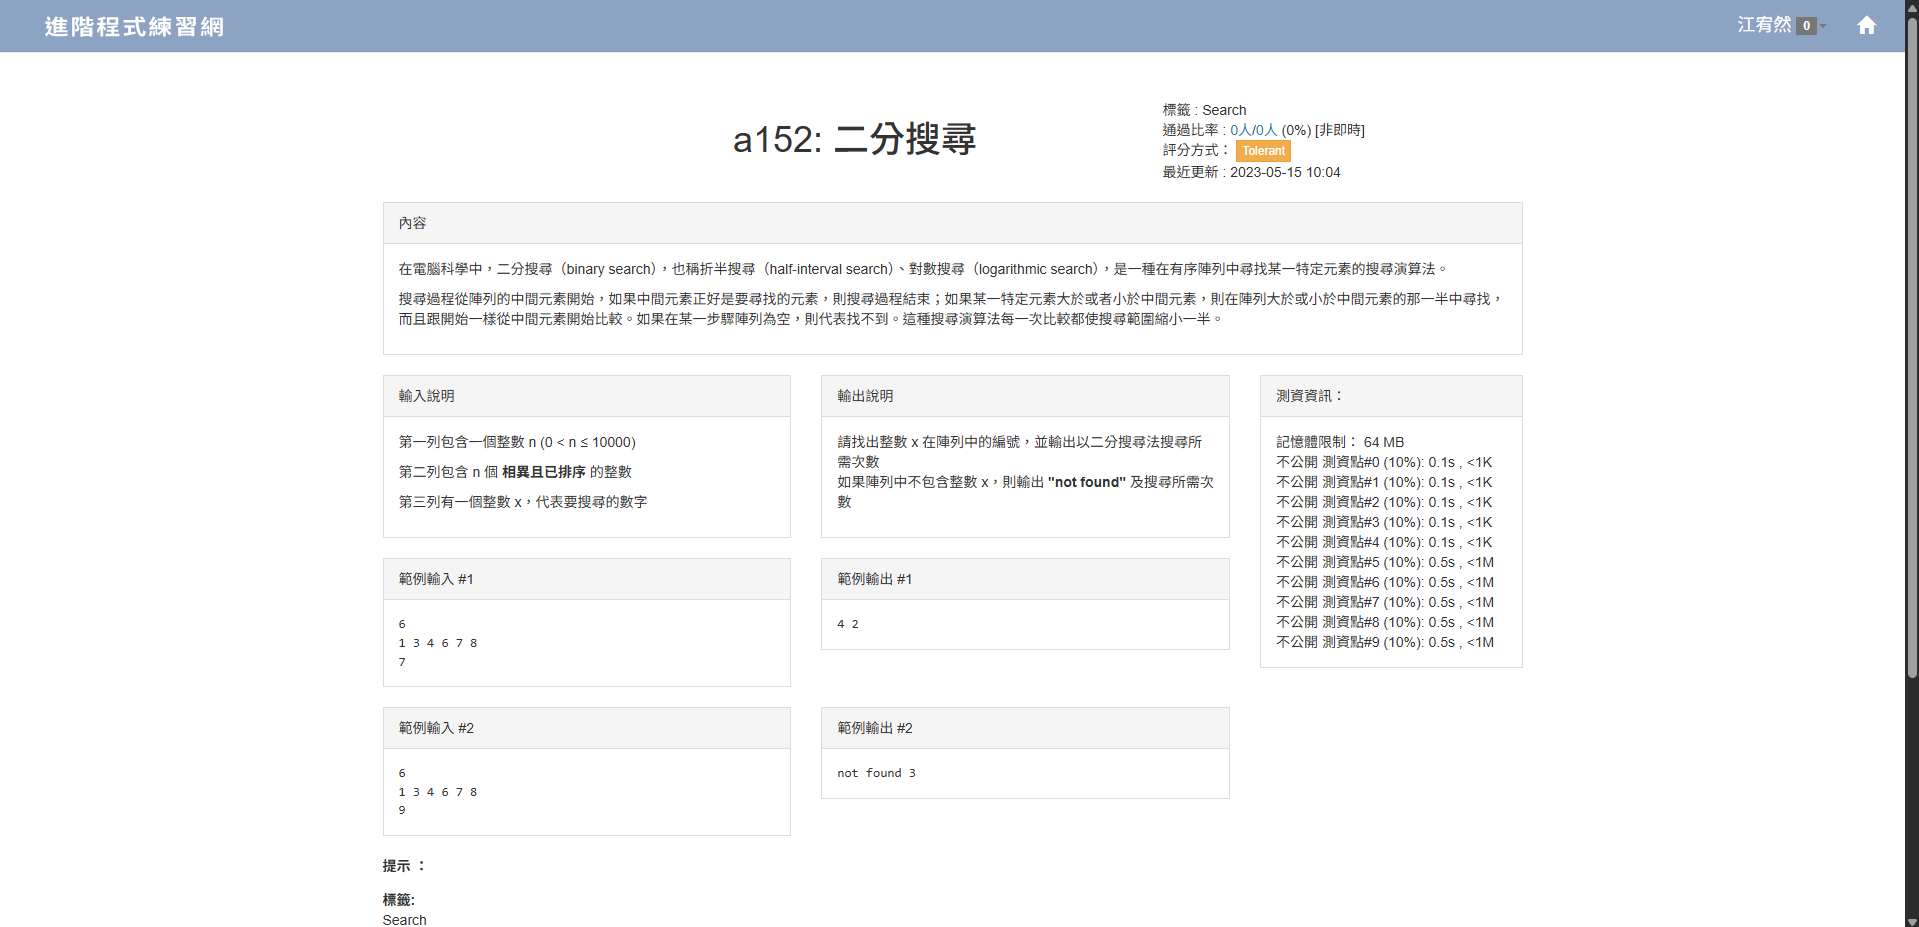 進階程式練習網
江宥然 0
a152: 二分搜尋
標籤 : Search
通過比率 : 0人/0人 (0%) [非即時]
評分方式： Tolerant
最近更新 : 2023-05-15 10:04
內容
在電腦科學中，二分搜尋（binary search），也稱折半搜尋（half-interval search）、對數搜尋（logarithmic search），是一種在有序陣列中尋找某一特定元素的搜尋演算法。
搜尋過程從陣列的中間元素開始，如果中間元素正好是要尋找的元素，則搜尋過程結束；如果某一特定元素大於或者小於中間元素，則在陣列大於或小於中間元素的那一半中尋找，
而且跟開始一樣從中間元素開始比較。如果在某一步驟陣列為空，則代表找不到。這種搜尋演算法每一次比較都使搜尋範圍縮小一半。
輸入說明
第一列包含一個整數 n (0 < n ≤ 10000)
第二列包含 n 個 相異且已排序 的整數
第三列有一個整數 x，代表要搜尋的數字
輸出說明
請找出整數 x 在陣列中的編號，並輸出以二分搜尋法搜尋所
需次數
如果陣列中不包含整數 x，則輸出 "not found" 及搜尋所需次
數
測資資訊：
記憶體限制： 64 MB
不公開 測資點#0 (10%): 0.1s , <1K
不公開 測資點#1 (10%): 0.1s , <1K
不公開 測資點#2 (10%): 0.1s , <1K
不公開 測資點#3 (10%): 0.1s , <1K
不公開 測資點#4 (10%): 0.1s , <1K
不公開 測資點#5 (10%): 0.5s , <1M
不公開 測資點#6 (10%): 0.5s , <1M
不公開 測資點#7 (10%): 0.5s , <1M
不公開 測資點#8 (10%): 0.5s , <1M
不公開 測資點#9 (10%): 0.5s , <1M
範例輸入 #1
6
1 3 4 6 7 8
7
範例輸出 #1
4 2
範例輸入 #2
6
1 3 4 6 7 8
9
範例輸出 #2
not found 3
提示 ：
標籤:
Search